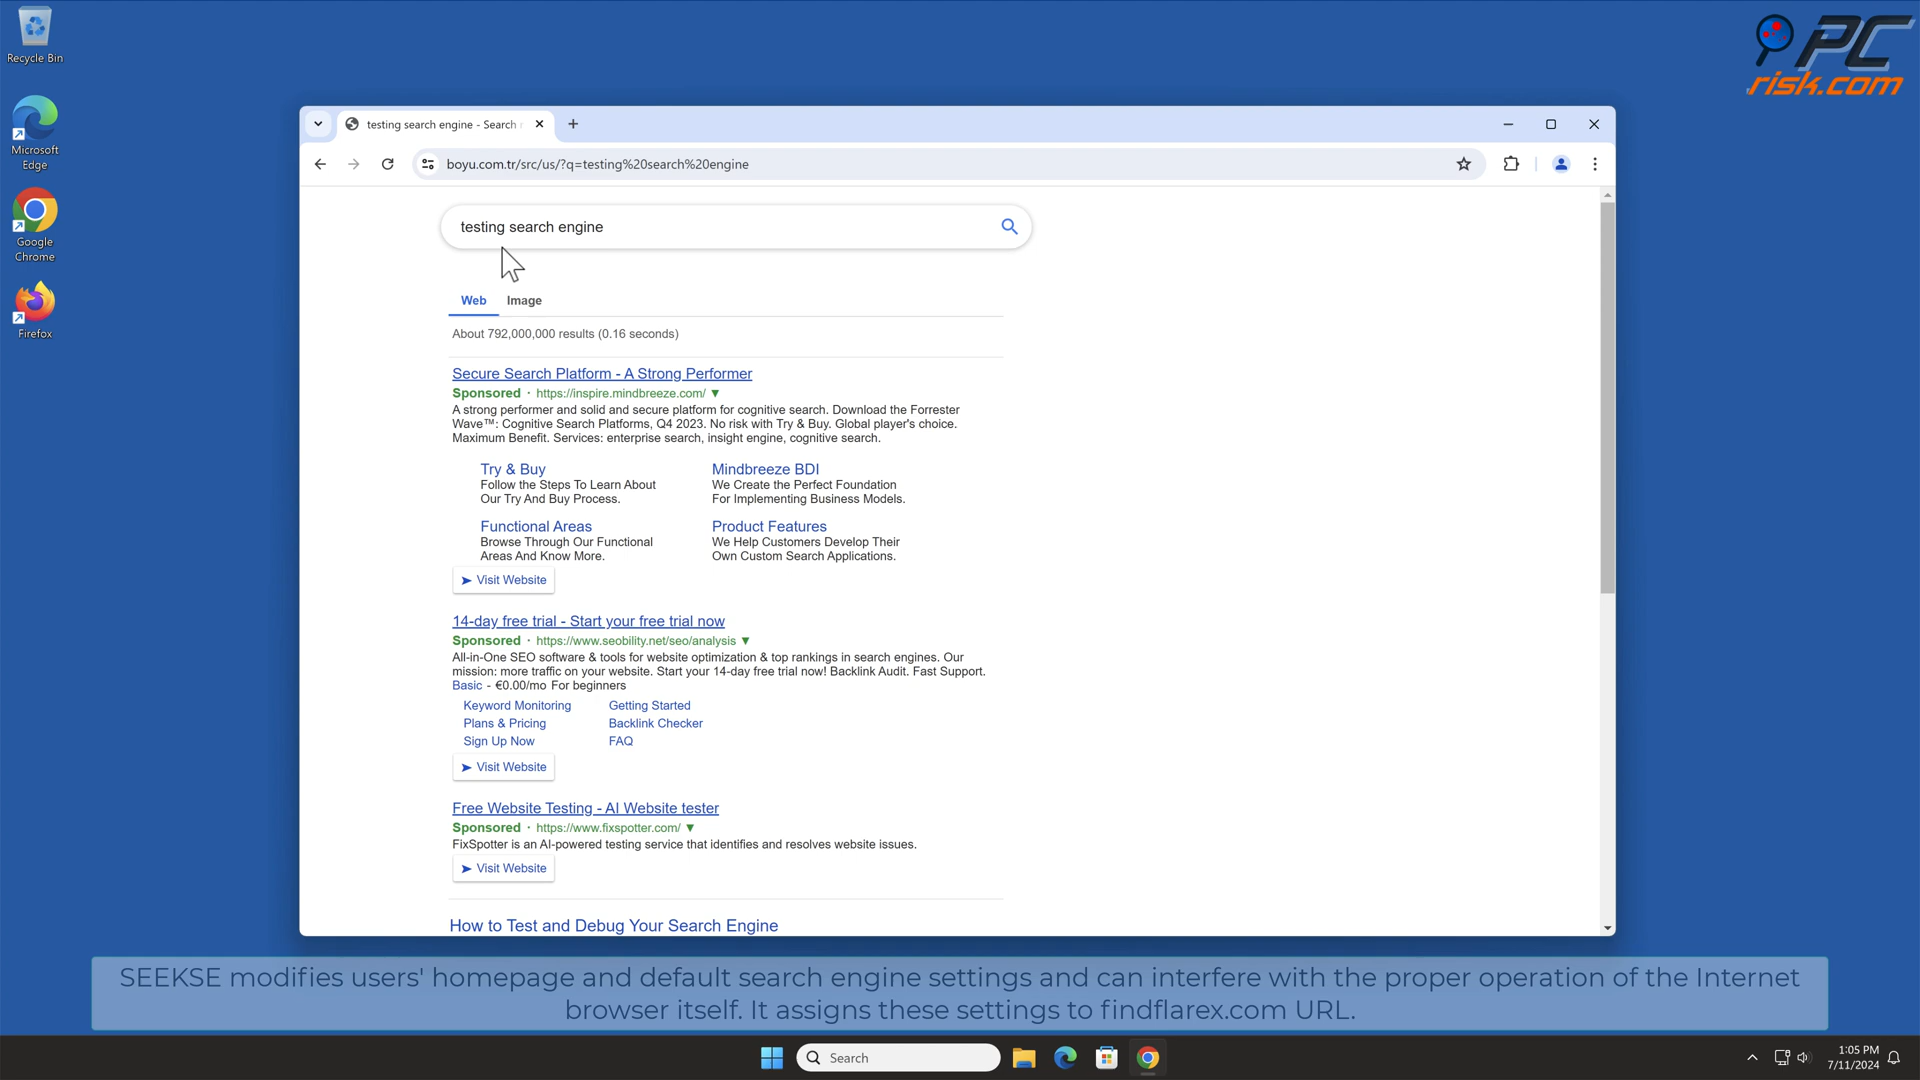 Recycle Bin
Microsoft
Edge
Google
Chrome
Firefox
PC
risk.com
testing search engine - Search r
boyu.com.tr/src/us/?q=testing%20search%20engine
testing search engine
Web Image
About 792,000,000 results (0.16 seconds)
Secure Search Platform - A Strong Performer
Sponsored · https://inspire.mindbreeze.com/ ▼
A strong performer and solid and secure platform for cognitive search. Download the Forrester
Wave™: Cognitive Search Platforms, Q4 2023. No risk with Try & Buy. Global player's choice.
Maximum Benefit. Services: enterprise search, insight engine, cognitive search.
Try & Buy
Follow the Steps To Learn About
Our Try And Buy Process.
Mindbreeze BDI
We Create the Perfect Foundation
For Implementing Business Models.
Functional Areas
Browse Through Our Functional
Areas And Know More.
Product Features
We Help Customers Develop Their
Own Custom Search Applications.
➤ Visit Website
14-day free trial - Start your free trial now
Sponsored · https://www.seobility.net/seo/analysis ▼
All-in-One SEO software & tools for website optimization & top rankings in search engines. Our
mission: more traffic on your website. Start your 14-day free trial now! Backlink Audit. Fast Support.
Basic - €0.00/mo For beginners
Keyword Monitoring Getting Started
Plans & Pricing Backlink Checker
Sign Up Now FAQ
➤ Visit Website
Free Website Testing - AI Website tester
Sponsored · https://www.fixspotter.com/ ▼
FixSpotter is an AI-powered testing service that identifies and resolves website issues.
➤ Visit Website
How to Test and Debug Your Search Engine
SEEKSE modifies users' homepage and default search engine settings and can interfere with the proper operation of the Internet
browser itself. It assigns these settings to findflarex.com URL.
Search
1:05 PM
7/11/2024